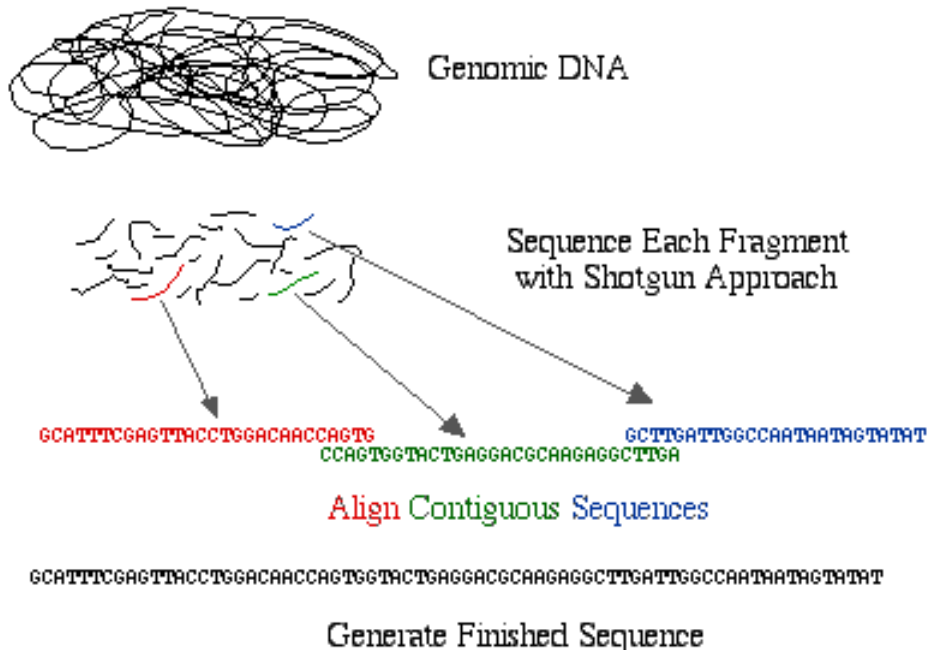 Genomic DNA
Sequence Each Fragment
with Shotgun Approach
GCATTTCGAGTTACCTGGACAACCAGTG
GCTTGATTGGCCAATAATAGTATAT
CCAGTGGTACTGAGGACGCAAGAGGCTTGA
Align Contiguous Sequences
GCATTTCGAGTTACCTGGACAACCAGTGGTACTGAGGACGCAAGAGGCTTGATTGGCCAATAATAGTATAT
Generate Finished Sequence